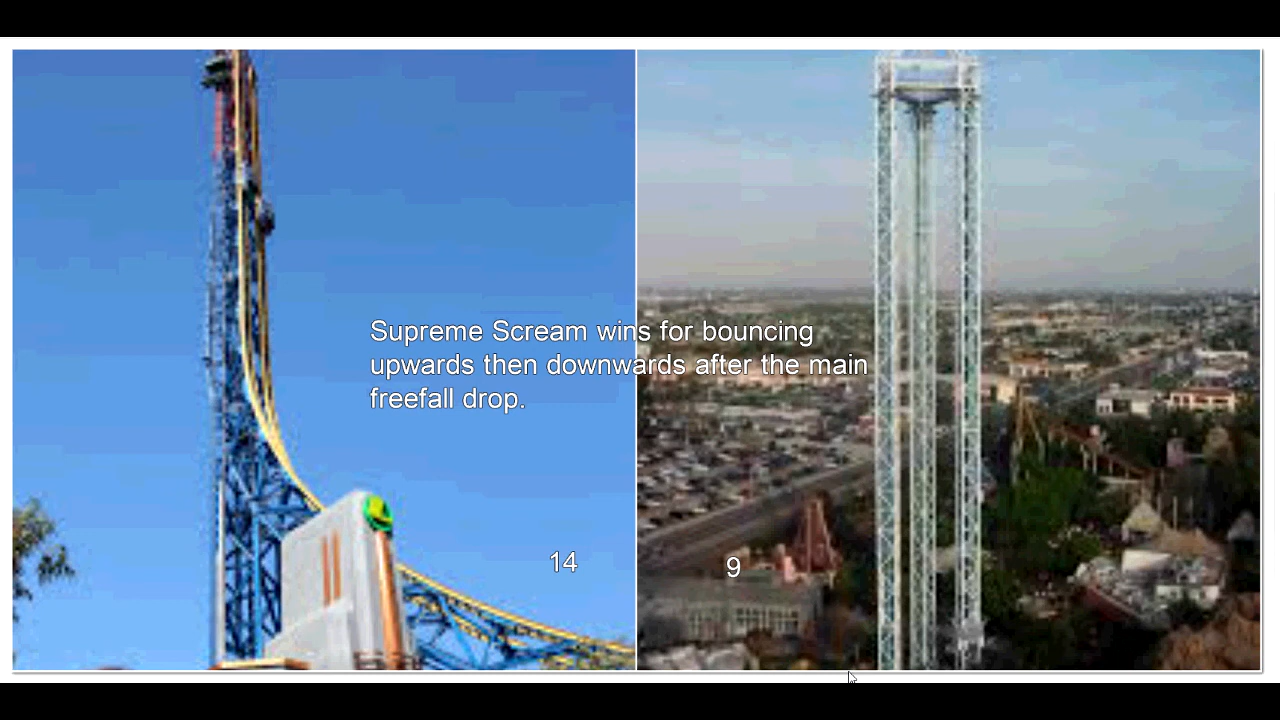 Supreme Scream wins for bouncing
upwards then downwards after the main
freefall drop.
14
9